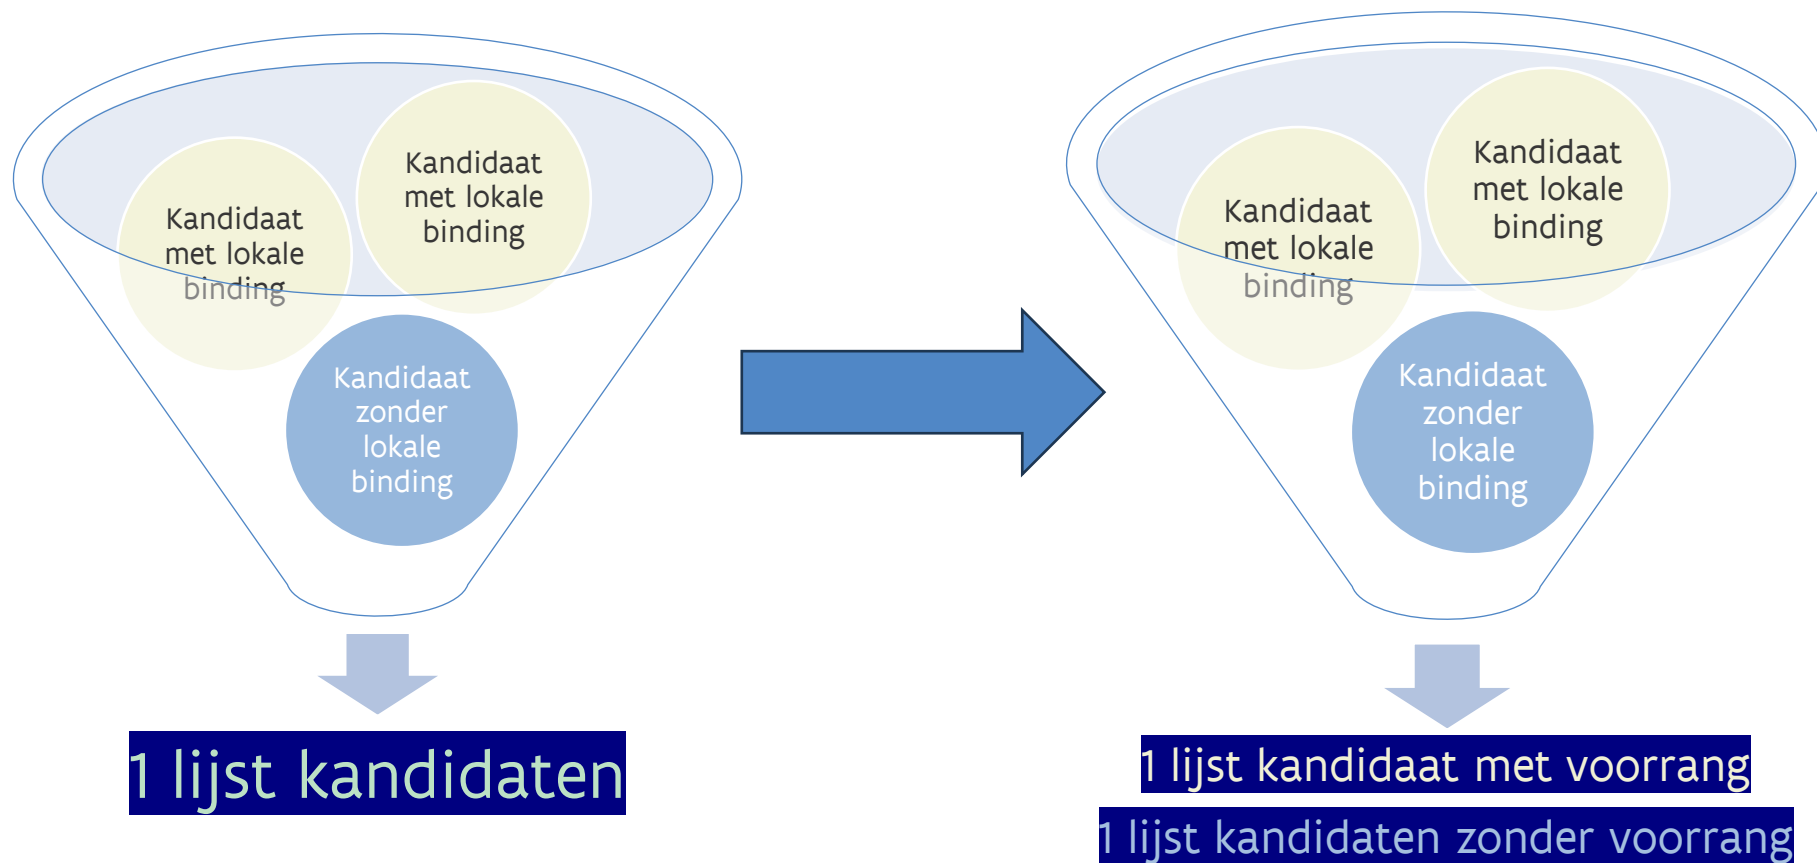 Kandidaat
met lokale
binding
Kandidaat
met lokale
binding
Kandidaat
zonder
lokale
binding
1 lijst kandidaten
Kandidaat
met lokale
binding
Kandidaat
met lokale
binding
Kandidaat
zonder
lokale
binding
1 lijst kandidaat met voorrang
1 lijst kandidaten zonder voorrang